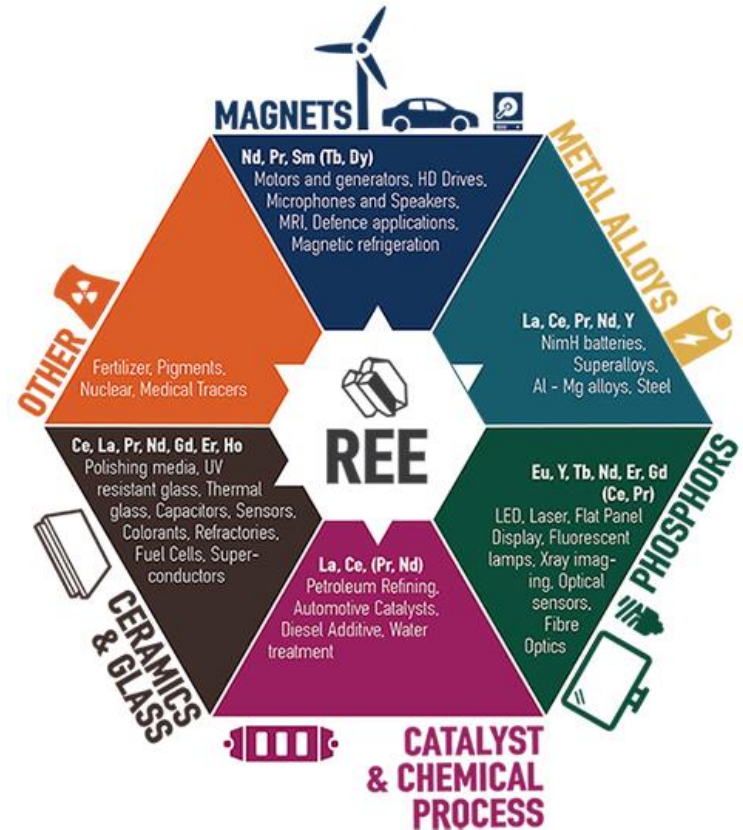 MAGNETS
Nd, Pr, Sm (Tb, Dy)
Motors and generators, HD Drives,
Microphones and Speakers,
MRI, Defence applications,
Magnetic refrigeration
METAL ALLOYS
La, Ce, Pr, Nd, Y
NimH batteries,
Superalloys,
Al - Mg alloys, Steel
PHOSPHORS
Eu, Y, Tb, Nd, Er, Gd
(Ce, Pr)
LED, Laser, Flat Panel
Display, Fluorescent
lamps, Xray imag-
ing, Optical
sensors,
Fibre
Optics
CATALYST
& CHEMICAL
PROCESS
La, Ce, (Pr, Nd)
Petroleum Refining,
Automotive Catalysts,
Diesel Additive, Water
treatment
CERAMICS
& GLASS
Ce, La, Pr, Nd, Gd, Er, Ho
Polishing media, UV
resistant glass, Thermal
glass, Capacitors, Sensors,
Colorants, Refractories,
Fuel Cells, Super-
conductors
OTHER
Fertilizer, Pigments,
Nuclear, Medical Tracers
REE